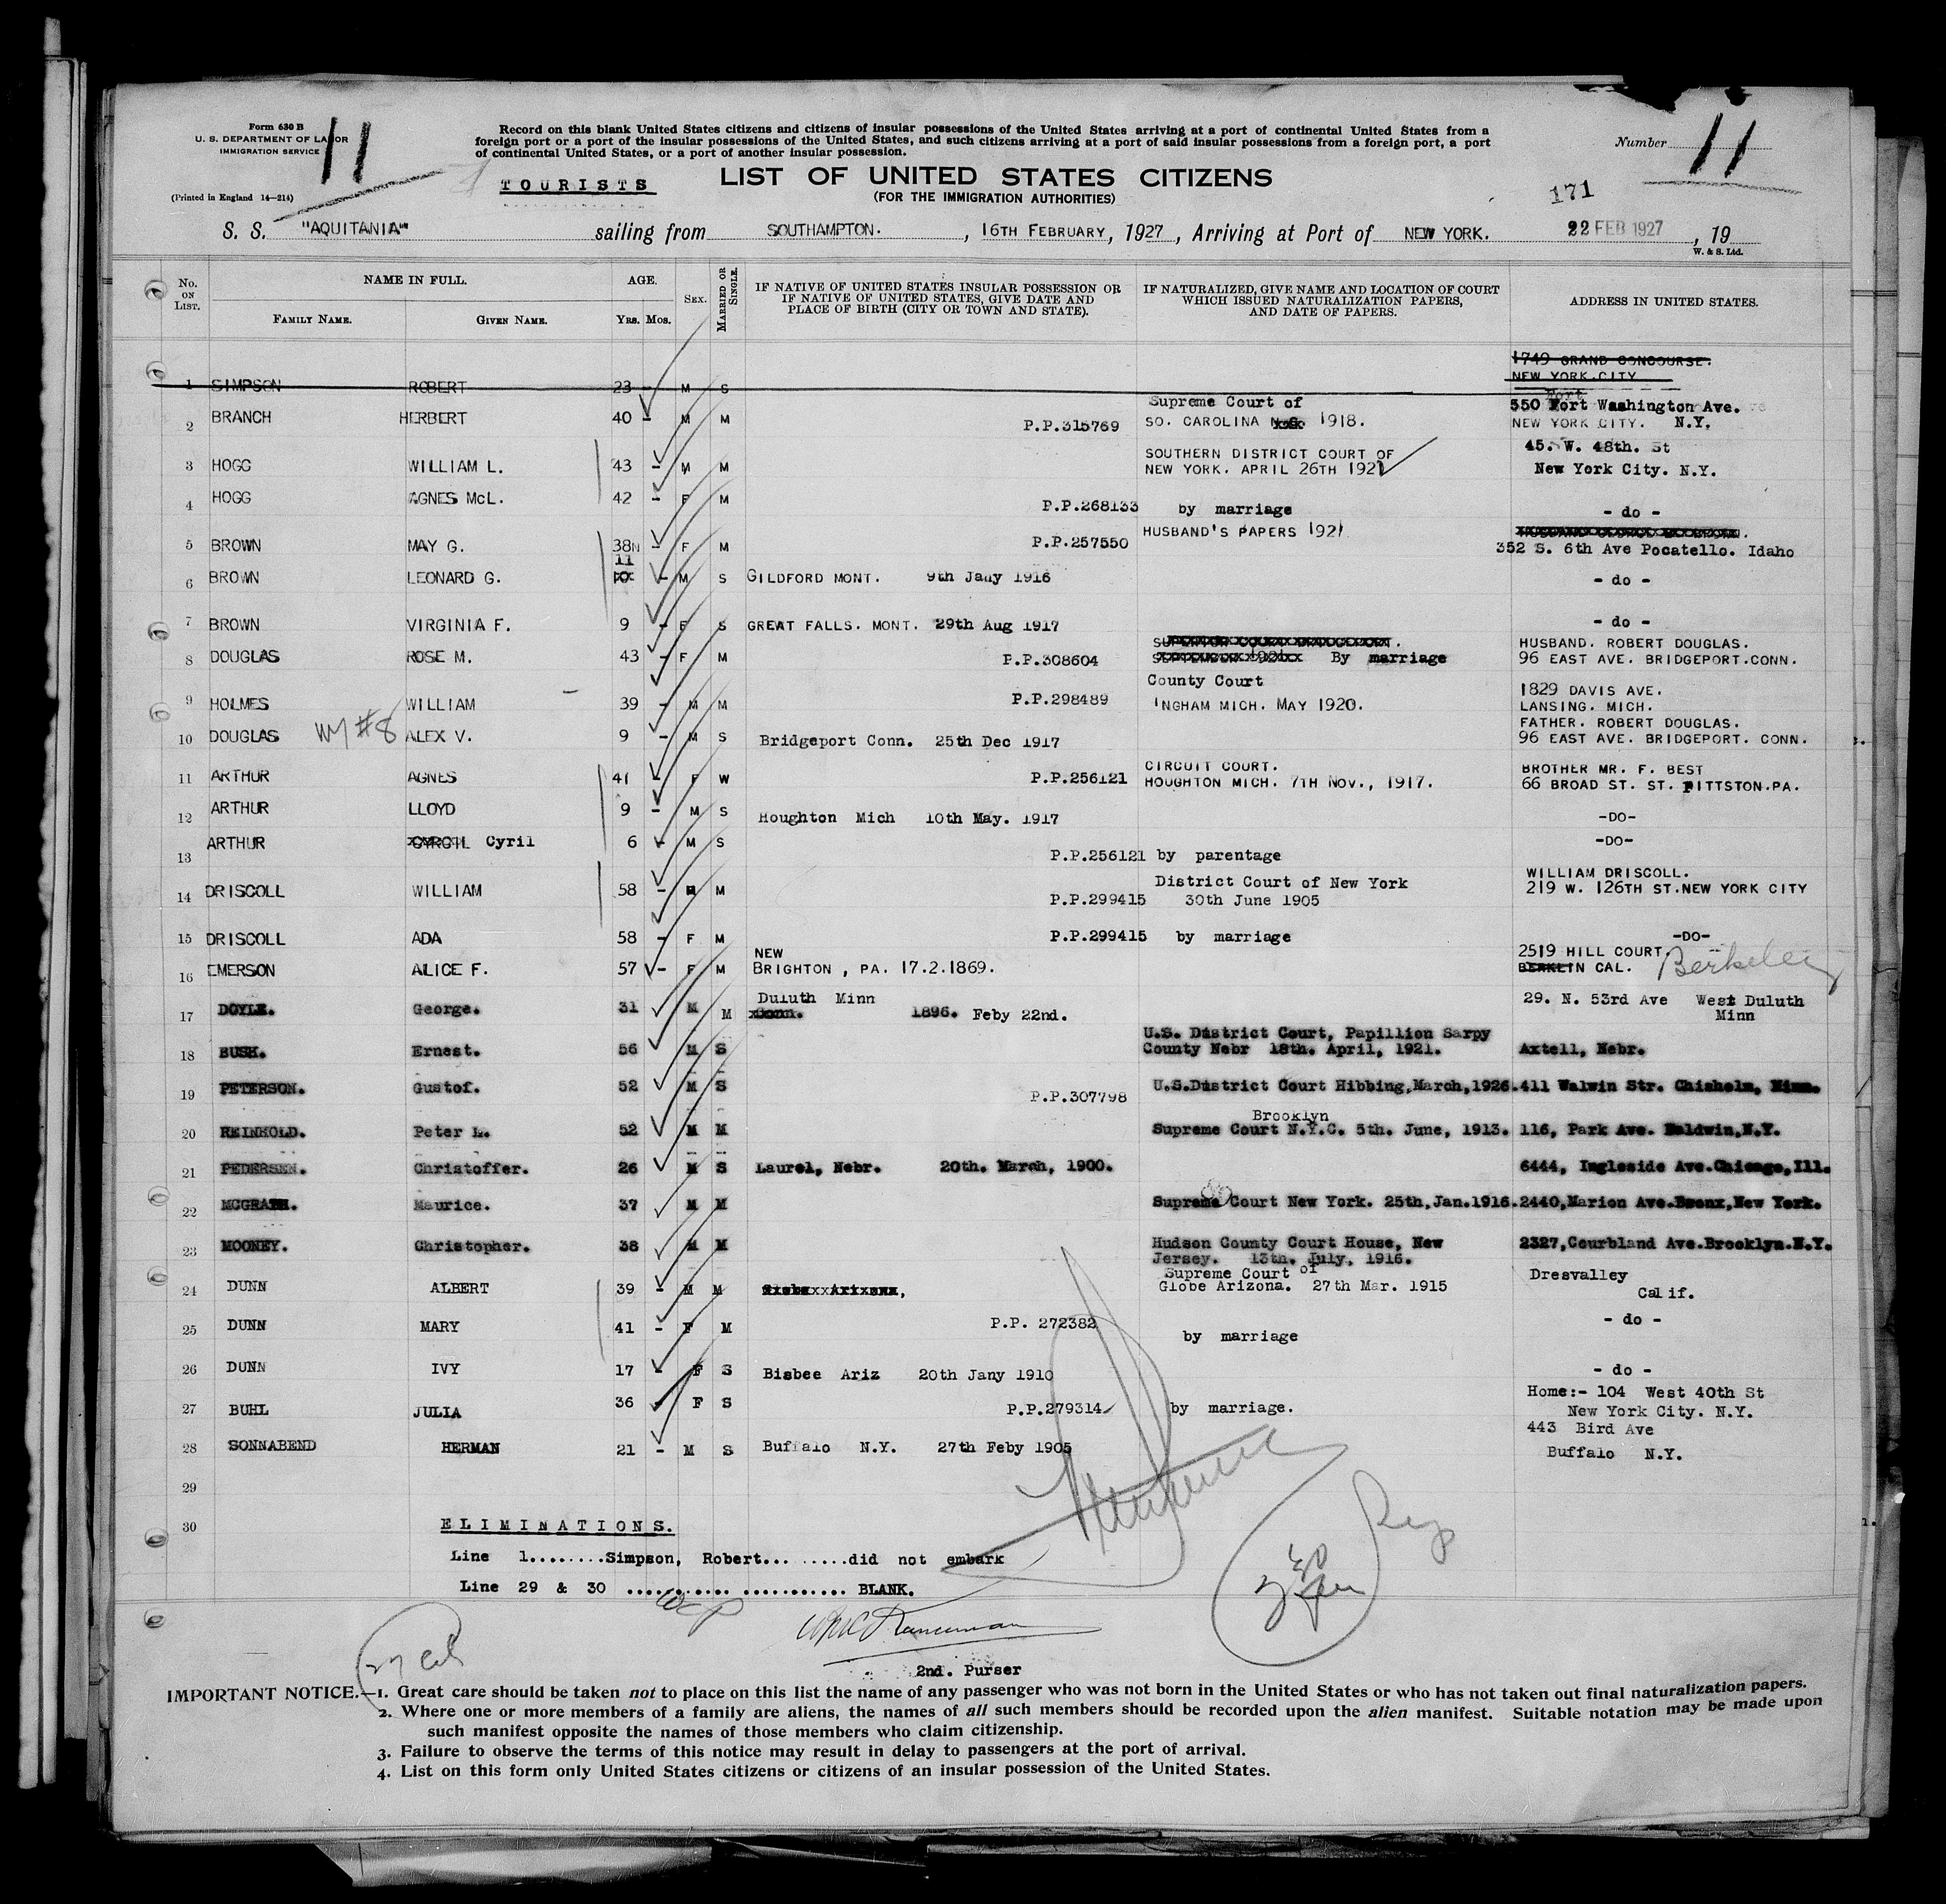 Form 630 B
U. S. DEPARTMENT OF LABOR
IMMIGRATION SERVICE
11
(Printed in England 14—214)
Record on this blank United States citizens and citizens of insular possessions of the United States arriving at a port of continental United States from a
foreign port or a port of the insular possessions of the United States, and such citizens arriving at a port of said insular possessions from a foreign port, a port
of continental United States, or a port of another insular possession.
Number 11
TOURISTS
LIST OF UNITED STATES CITIZENS
(FOR THE IMMIGRATION AUTHORITIES)
171
S. S. "AQUITANIA" sailing from SOUTHAMPTON. , 16TH FEBRUARY, 1927 , Arriving at Port of NEW YORK. 22 FEB 1927 , 19
W. & S. Ltd.
No. ON LIST. NAME IN FULL. AGE. SEX. MARRIED OR SINGLE. IF NATIVE OF UNITED STATES INSULAR POSSESSION OR IF NATIVE OF UNITED STATES, GIVE DATE AND PLACE OF BIRTH (CITY OR TOWN AND STATE). IF NATURALIZED, GIVE NAME AND LOCATION OF COURT WHICH ISSUED NATURALIZATION PAPERS, AND DATE OF PAPERS. ADDRESS IN UNITED STATES.
FAMILY NAME. GIVEN NAME. YRS. MOS.
1749 GRAND CONCOURSE.
NEW YORK.CITY
1 SIMPSON ROBERT 23 - M S
2 BRANCH HERBERT 40 - M M P.P.315769 Supreme Court of SO. CAROLINA 1918. 550 Fort Washington Ave. NEW YORK CITY. N.Y.
3 HOGG WILLIAM L. 43 - M M SOUTHERN DISTRICT COURT OF NEW YORK. APRIL 26TH 1921 45. W. 48th. St New York City. N.Y.
4 HOGG AGNES McL. 42 - F M P.P.268133 by marriage - do -
5 BROWN MAY G. 38 - F M P.P.257550 HUSBAND'S PAPERS 1921 352 S. 6th Ave Pocatello. Idaho
6 BROWN LEONARD G. 11 - M S GILDFORD MONT. 9th Jany 1916 - do -
7 BROWN VIRGINIA F. 9 - F S GREAT FALLS. MONT. 29th Aug 1917 - do -
8 DOUGLAS ROSE M. 43 - F M P.P.308604 By marriage HUSBAND. ROBERT DOUGLAS. 96 EAST AVE. BRIDGEPORT.CONN.
9 HOLMES WILLIAM 39 - M M P.P.298489 County Court INGHAM MICH. MAY 1920. 1829 DAVIS AVE. LANSING. MICH.
10 DOUGLAS W/ #8 ALEX V. 9 - M S Bridgeport Conn. 25th Dec 1917 FATHER. ROBERT DOUGLAS. 96 EAST AVE. BRIDGEPORT. CONN.
11 ARTHUR AGNES 41 - F W P.P.256121 CIRCUIT COURT. HOUGHTON MICH. 7TH NOV., 1917. BROTHER MR. F. BEST 66 BROAD ST. ST. PITTSTON.PA.
12 ARTHUR LLOYD 9 - M S Houghton Mich 10th May. 1917 -DO-
13 ARTHUR Cyril 6 - M S P.P.256121 by parentage -DO-
14 DRISCOLL WILLIAM 58 - M M P.P.299415 District Court of New York 30th June 1905 WILLIAM DRISCOLL. 219 W. 126TH ST.NEW YORK CITY
15 DRISCOLL ADA 58 - F M P.P.299415 by marriage -DO-
16 EMERSON ALICE F. 57 - F M NEW BRIGHTON , PA. 17.2.1869. 2519 HILL COURT. BERKLIN CAL. Berkeley
17 DOYLE. George. 31 M M Duluth Minn 1896. Feby 22nd. 29. N. 53rd Ave West Duluth Minn
18 BUSK. Ernest. 56 M S U.S. District Court, Papillion Sarpy County Nebr 18th. April, 1921. Axtell, Nebr.
19 PETERSON. Gustof. 52 M S P.P.307798 U.S.District Court Hibbing,March,1926. 411 Walwin Str. Chisholm, Minn.
20 REINHOLD. Peter L. 52 M M Brooklyn Supreme Court N.Y.C. 5th. June, 1913. 116, Park Ave. Baldwin,N.Y.
21 PEDERSEN. Christoffer. 26 M S Laurel, Nebr. 20th. March, 1900. 6444, Ingleside Ave.Chicago,Ill.
22 MCGRATH. Maurice. 37 M M Supreme Court New York. 25th,Jan.1916. 2440,Marion Ave.Bronx,New York.
23 MOONEY. Christopher. 38 M M Hudson County Court House, New Jersey. 13th. July. 1916. 2327,Courbland Ave.Brooklyn.N.Y.
24 DUNN ALBERT 39 - M M Supreme Court of Globe Arizona. 27th Mar. 1915 Dresvalley Calif.
25 DUNN MARY 41 - F M P.P. 272382 by marriage - do -
26 DUNN IVY 17 - F S Bisbee Ariz 20th Jany 1910 - do -
27 BUHL JULIA 36 F S P.P.279314 by marriage. Home:- 104 West 40th St New York City. N.Y.
28 SONNABEND HERMAN 21 - M S Buffalo N.Y. 27th Feby 1905 443 Bird Ave Buffalo N.Y.
29
30
ELIMINATIONS.
Line 1........Simpson, Robert... ......did not embark
Line 29 & 30 ........... ........... BLANK.
2nd. Purser
IMPORTANT NOTICE.—1. Great care should be taken not to place on this list the name of any passenger who was not born in the United States or who has not taken out final naturalization papers.
2. Where one or more members of a family are aliens, the names of all such members should be recorded upon the alien manifest. Suitable notation may be made upon
such manifest opposite the names of those members who claim citizenship.
3. Failure to observe the terms of this notice may result in delay to passengers at the port of arrival.
4. List on this form only United States citizens or citizens of an insular possession of the United States.